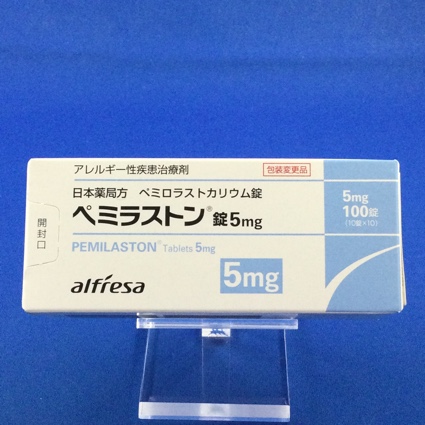 アレルギー性疾患治療剤
包装変更品
日本薬局方 ペミロラストカリウム錠
ペミラストン®錠5mg
PEMILASTON® Tablets 5mg
5mg
100錠
(10錠×10)
開封口
5mg
alfresa